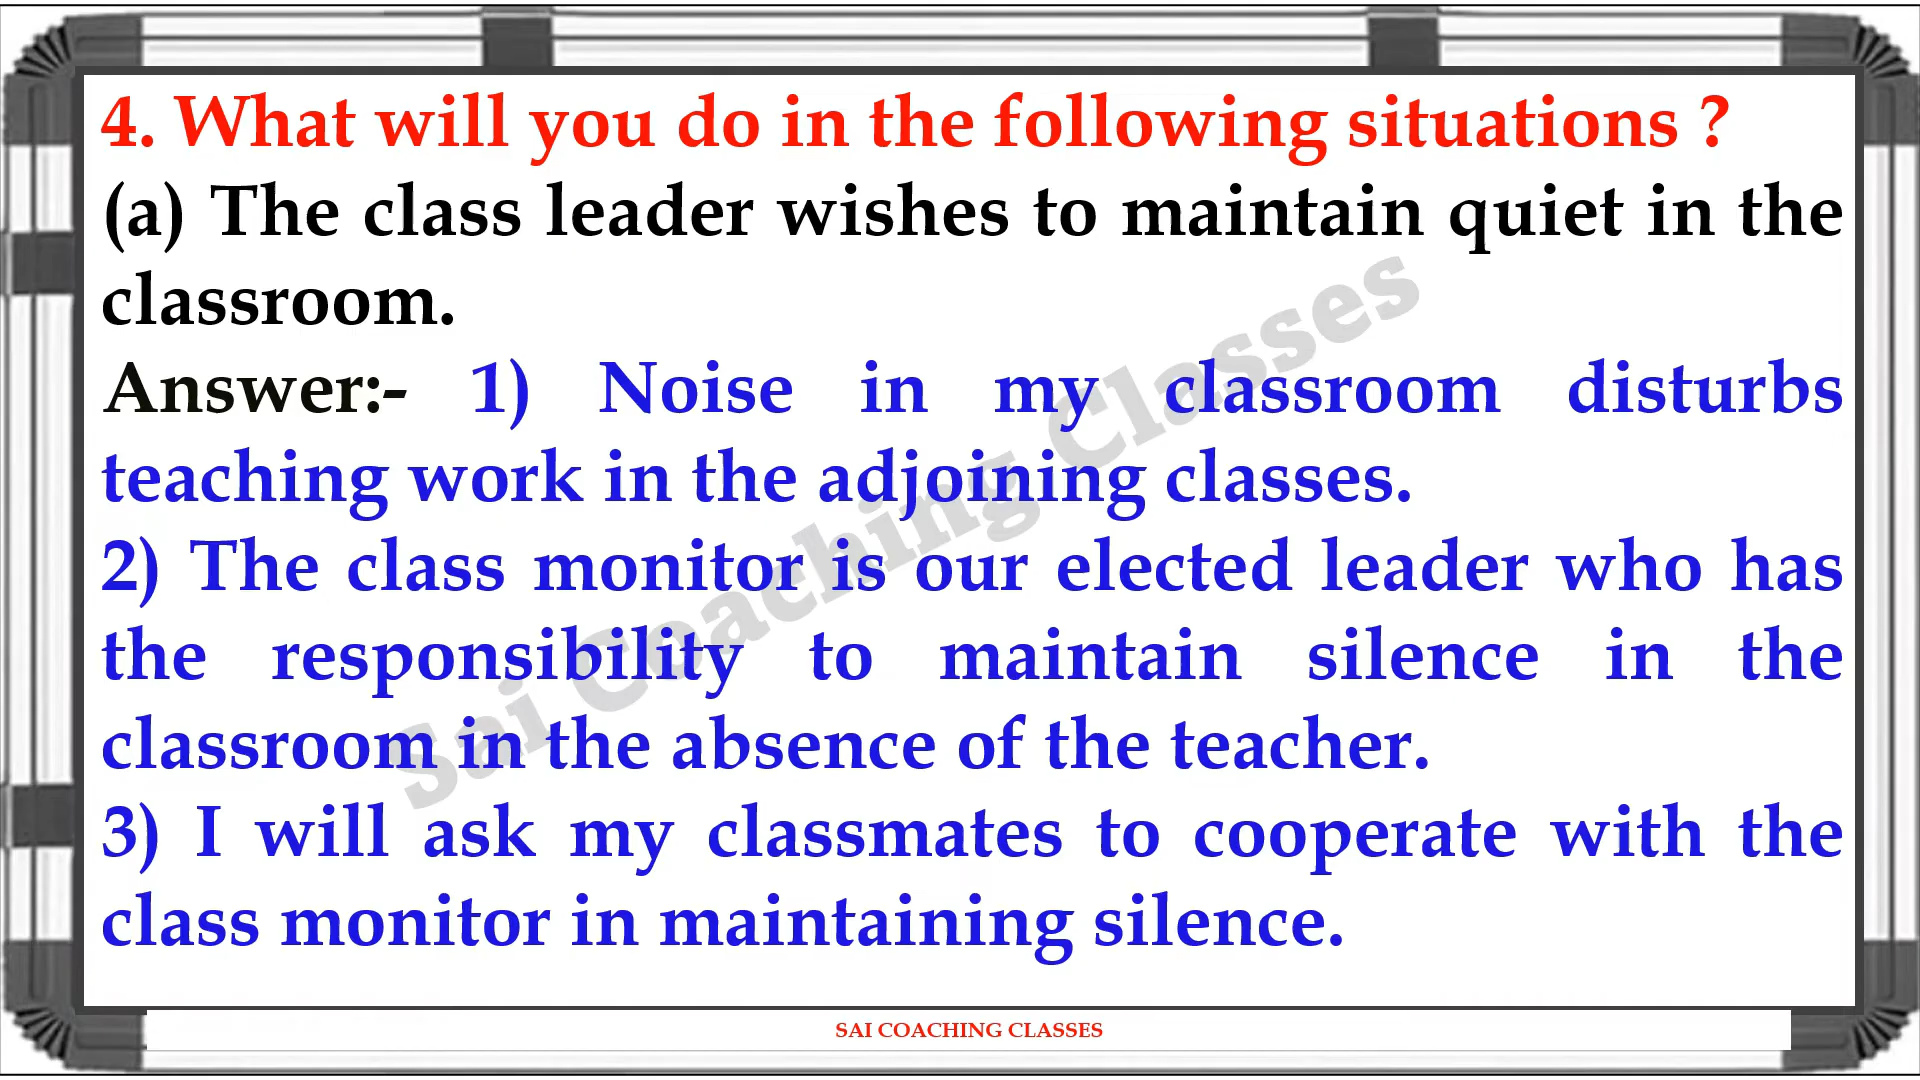 4. What will you do in the following situations ?
(a) The class leader wishes to maintain quiet in the
classroom.
Answer:- 1) Noise in my classroom disturbs
teaching work in the adjoining classes.
2) The class monitor is our elected leader who has
the responsibility to maintain silence in the
classroom in the absence of the teacher.
3) I will ask my classmates to cooperate with the
class monitor in maintaining silence.
Sai Coaching Classes
SAI COACHING CLASSES